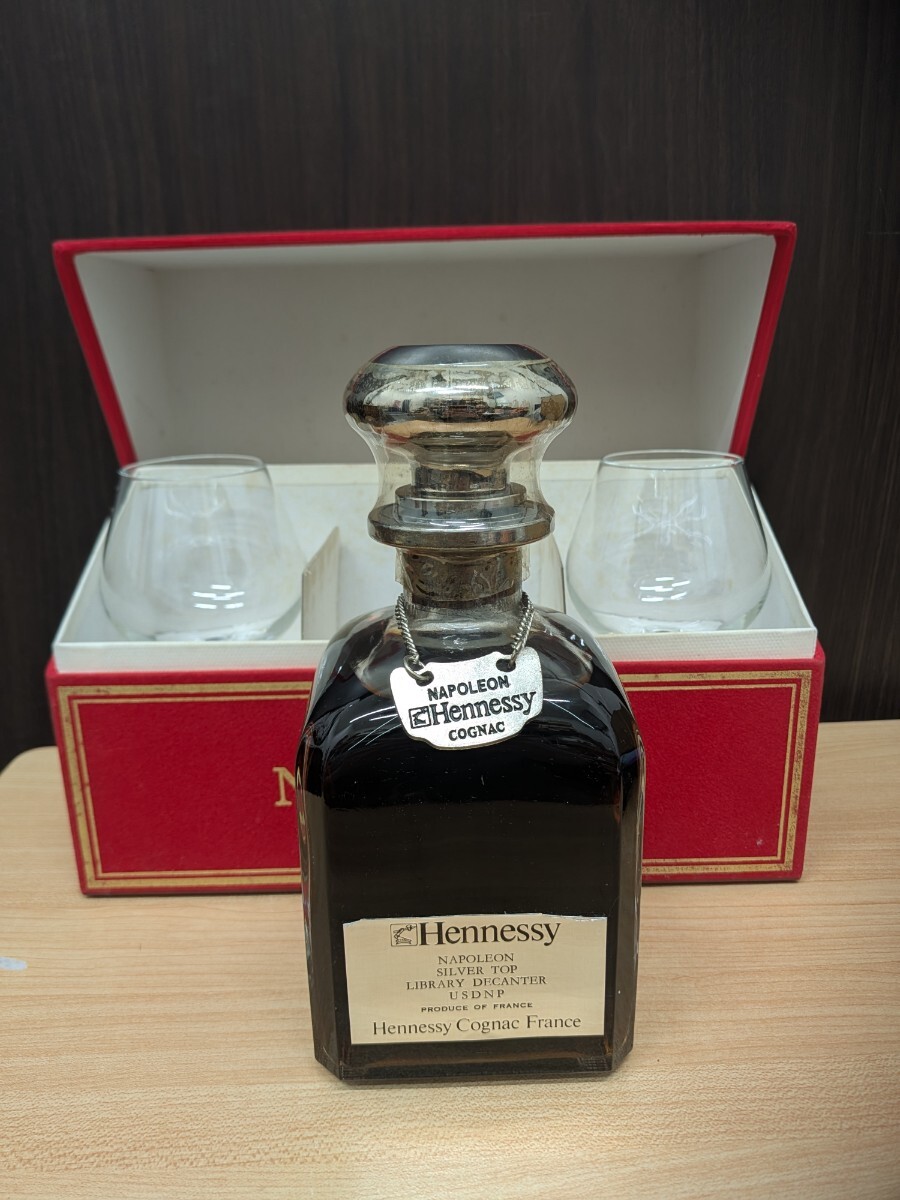 NAPOLEON
Hennessy
COGNAC
N
Hennessy
NAPOLEON
SILVER TOP
LIBRARY DECANTER
USDNP
PRODUCE OF FRANCE
Hennessy Cognac France